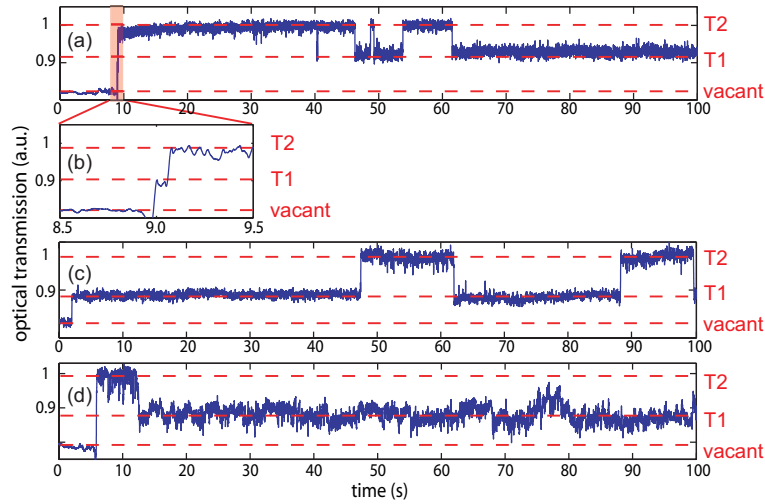 1
0.9
(a)
T2
T1
vacant
0 10 20 30 40 50 60 70 80 90 100
1
0.9
(b)
T2
T1
vacant
8.5 9.0 9.5
optical transmission (a.u.)
1
0.9
(c)
T2
T1
vacant
0 10 20 30 40 50 60 70 80 90 100
1
0.9
(d)
T2
T1
vacant
0 10 20 30 40 50 60 70 80 90 100
time (s)